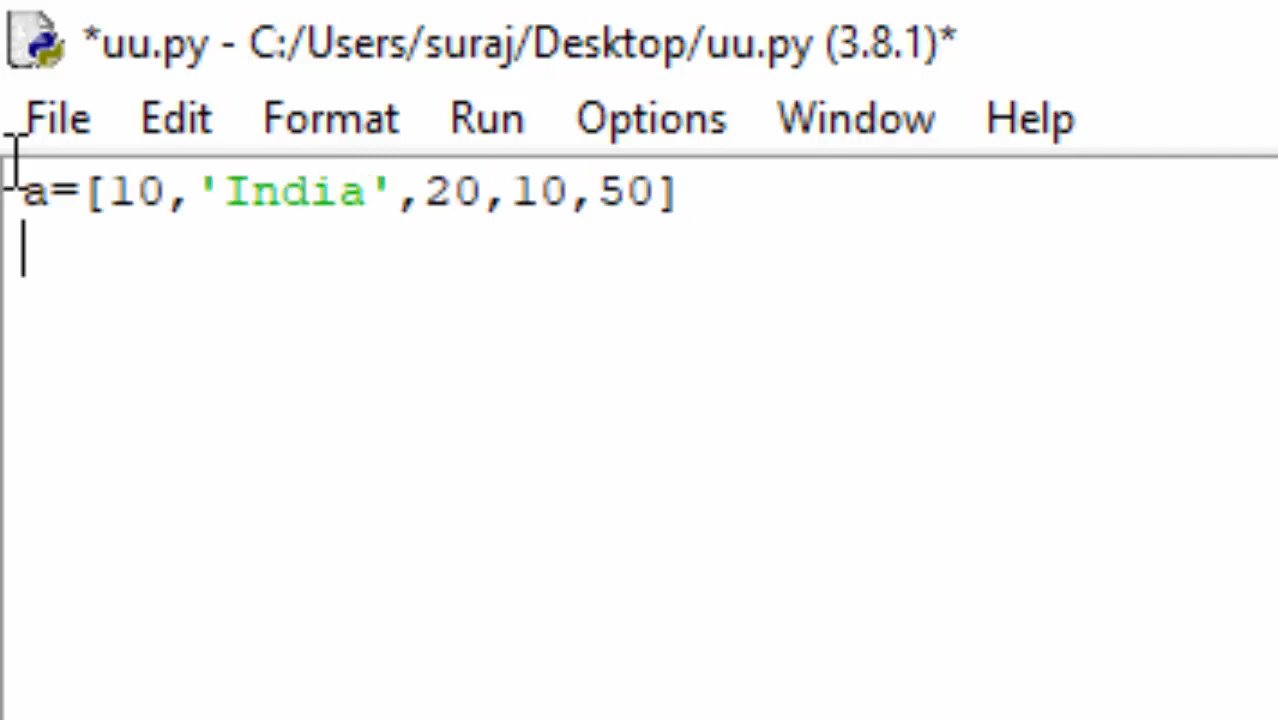 *uu.py - C:/Users/suraj/Desktop/uu.py (3.8.1)*
File Edit Format Run Options Window Help
a=[10,'India',20,10,50]